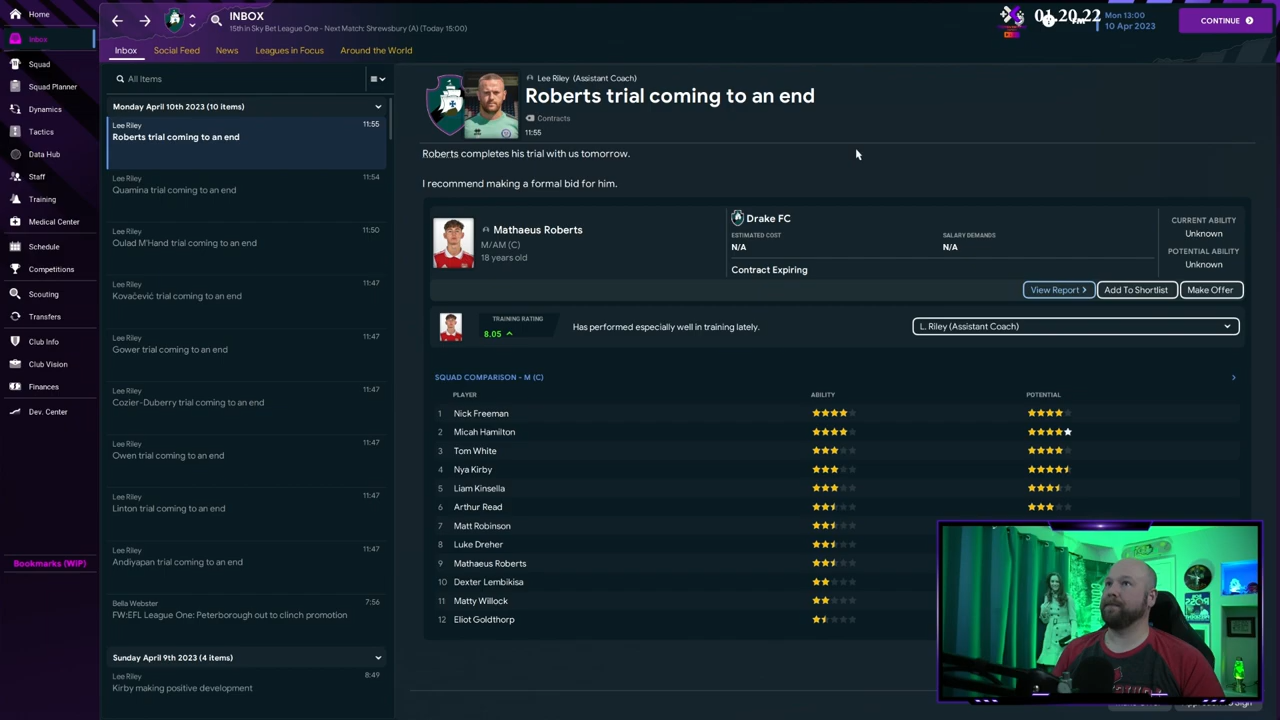 Home
Inbox
Squad
Squad Planner
Dynamics
Tactics
Data Hub
Staff
Training
Medical Center
Schedule
Competitions
Scouting
Transfers
Club Info
Club Vision
Finances
Dev. Center
Bookmarks (WiP)
INBOX
15th in Sky Bet League One - Next Match: Shrewsbury (A) (Today 15:00)
01.20.22
Mon 13:00
10 Apr 2023
CONTINUE
Inbox
Social Feed
News
Leagues in Focus
Around the World
All Items
Monday April 10th 2023 (10 items)
Lee Riley 11:55
Roberts trial coming to an end
Lee Riley 11:54
Quamina trial coming to an end
Lee Riley 11:50
Oulad M'Hand trial coming to an end
Lee Riley 11:47
Kovačević trial coming to an end
Lee Riley 11:47
Gower trial coming to an end
Lee Riley 11:47
Cozier-Duberry trial coming to an end
Lee Riley 11:47
Owen trial coming to an end
Lee Riley 11:47
Linton trial coming to an end
Lee Riley 11:47
Andiyapan trial coming to an end
Bella Webster 7:56
FW:EFL League One: Peterborough out to clinch promotion
Sunday April 9th 2023 (4 items)
Lee Riley 8:49
Kirby making positive development
Lee Riley (Assistant Coach)
Roberts trial coming to an end
Contracts
11:55
Roberts completes his trial with us tomorrow.
I recommend making a formal bid for him.
Mathaeus Roberts
M/AM (C)
18 years old
Drake FC
ESTIMATED COST
N/A
SALARY DEMANDS
N/A
Contract Expiring
CURRENT ABILITY
Unknown
POTENTIAL ABILITY
Unknown
View Report
Add To Shortlist
Make Offer
TRAINING RATING
8.05
Has performed especially well in training lately.
L. Riley (Assistant Coach)
SQUAD COMPARISON - M (C)
PLAYER ABILITY POTENTIAL
1 Nick Freeman
2 Micah Hamilton
3 Tom White
4 Nya Kirby
5 Liam Kinsella
6 Arthur Read
7 Matt Robinson
8 Luke Dreher
9 Mathaeus Roberts
10 Dexter Lembikisa
11 Matty Willock
12 Eliot Goldthorp